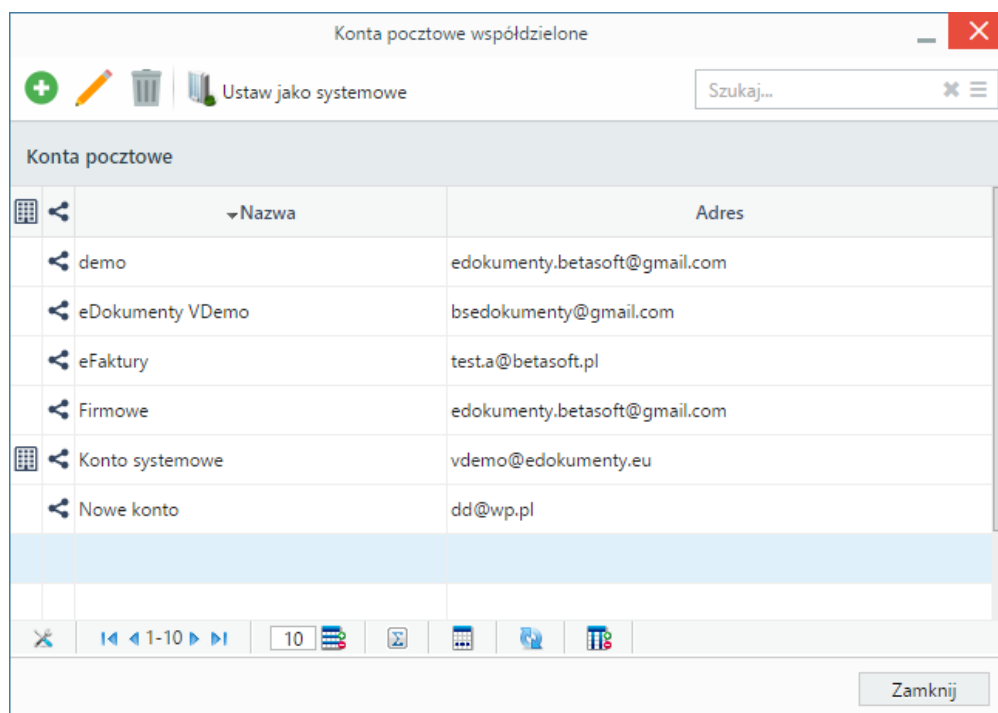 Konta pocztowe współdzielone
Ustaw jako systemowe
Szukaj...
Konta pocztowe
Nazwa Adres
demo edokumenty.betasoft@gmail.com
eDokumenty VDemo bsedokumenty@gmail.com
eFaktury test.a@betasoft.pl
Firmowe edokumenty.betasoft@gmail.com
Konto systemowe vdemo@edokumenty.eu
Nowe konto dd@wp.pl
1-10 10 Σ
Zamknij